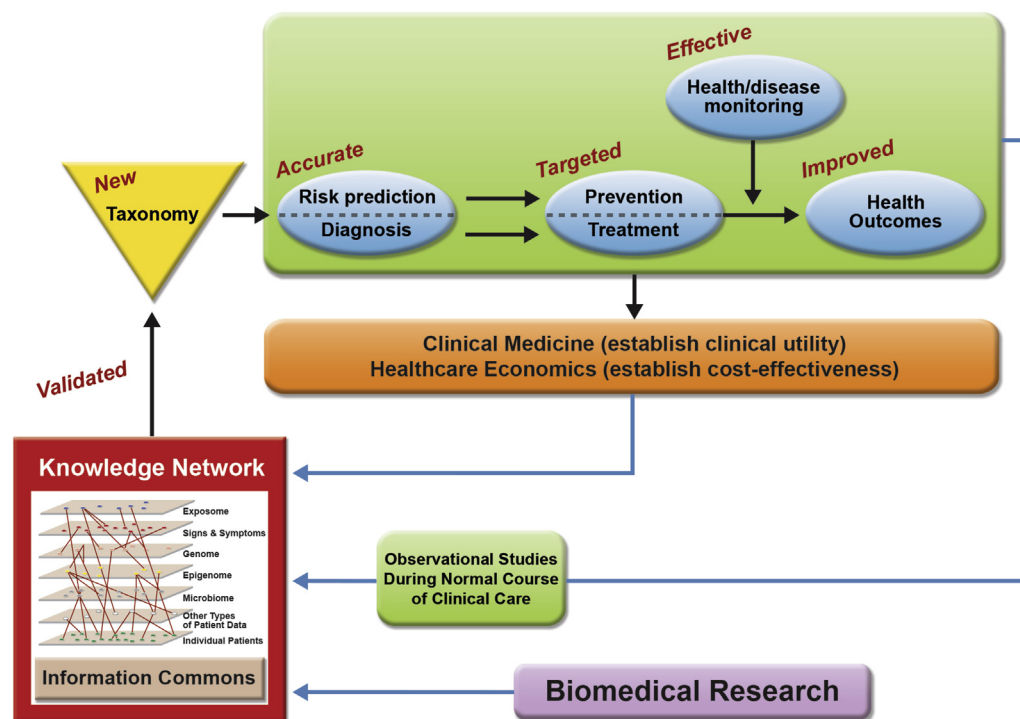 Effective
Health/disease
monitoring
New
Taxonomy
Accurate
Risk prediction
Diagnosis
Targeted
Prevention
Treatment
Improved
Health
Outcomes
Clinical Medicine (establish clinical utility)
Healthcare Economics (establish cost-effectiveness)
Validated
Knowledge Network
Exposome
Signs & Symptoms
Genome
Epigenome
Microbiome
Other Types
of Patient Data
Individual Patients
Information Commons
Observational Studies
During Normal Course
of Clinical Care
Biomedical Research